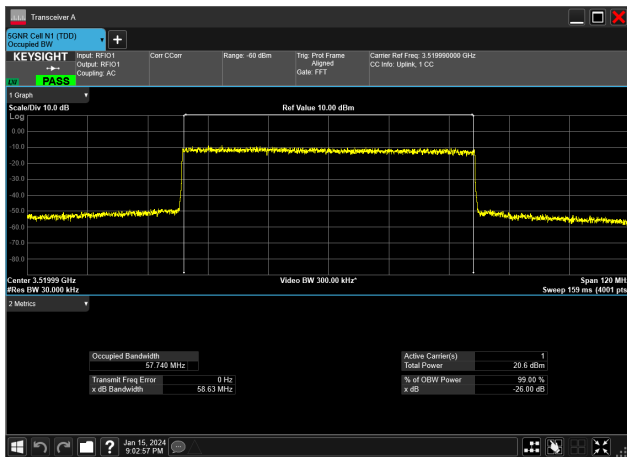 Transceiver A
5GNR Cell N1 (TDD)
Occupied BW
KEYSIGHT
Input: RFIO1
Output: RFIO1
Coupling: AC
Corr CCorr
Range: -60 dBm
Trig: Prot Frame
Aligned
Gate: FFT
Carrier Ref Freq: 3.519990000 GHz
CC Info: Uplink, 1 CC
PASS
1 Graph
Scale/Div 10.0 dB
Ref Value 10.00 dBm
Log
0.00
-10.0
-20.0
-30.0
-40.0
-50.0
-60.0
-70.0
-80.0
Center 3.51999 GHz
Video BW 300.00 kHz*
Span 120 MH
#Res BW 30.000 kHz
Sweep 159 ms (4001 pts
2 Metrics
Occupied Bandwidth
57.740 MHz
Transmit Freq Error 0 Hz
x dB Bandwidth 58.63 MHz
Active Carrier(s) 1
Total Power 20.6 dBm
% of OBW Power 99.00 %
x dB -26.00 dB
Jan 15, 2024
9:02:57 PM